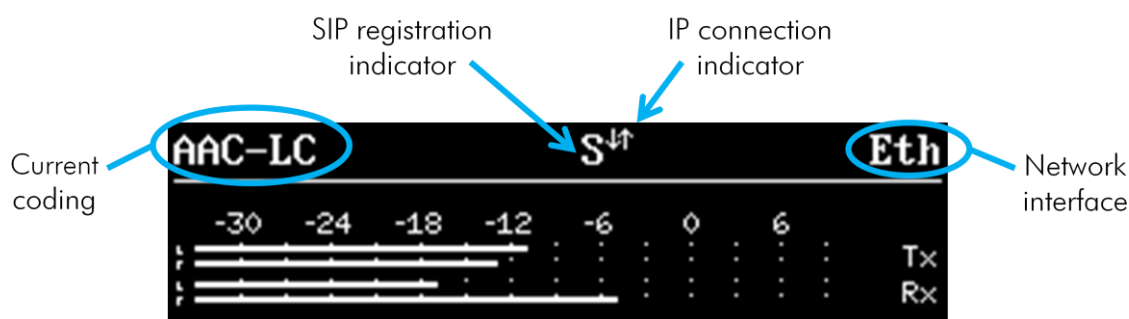 SIP registration
indicator
IP connection
indicator
Current
coding
AAC-LC
S↓↑
Eth
Network
interface
-30 -24 -18 -12 -6 0 6
L
r
Tx
L
r
Rx